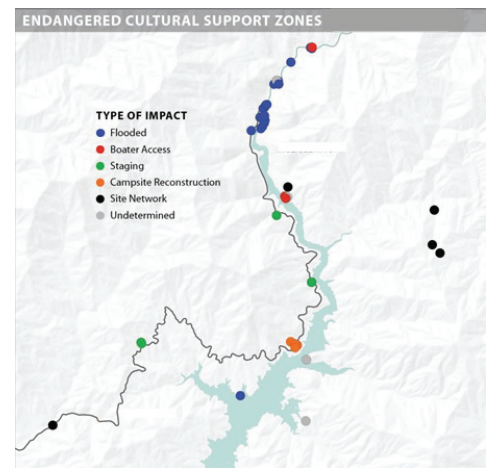 ENDANGERED CULTURAL SUPPORT ZONES
TYPE OF IMPACT
Flooded
Boater Access
Staging
Campsite Reconstruction
Site Network
Undetermined